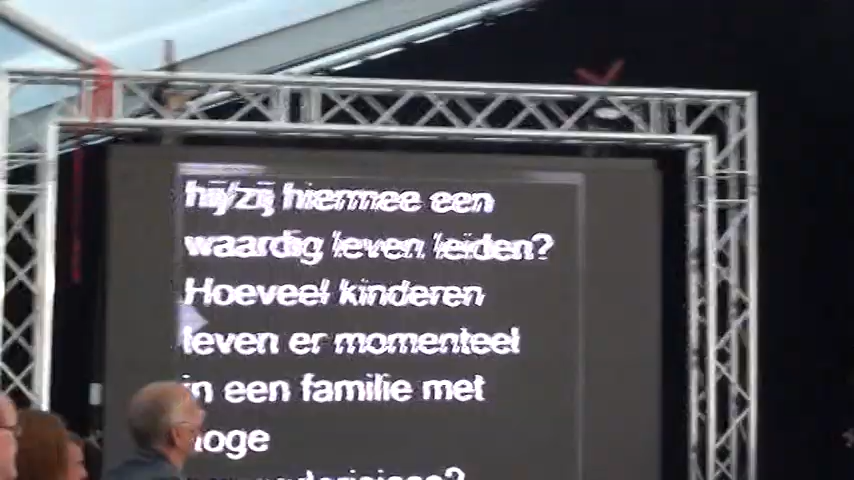 hij/zij hiermee een
waardig leven leiden?
Hoeveel kinderen
leven er momenteel
in een familie met
hoge